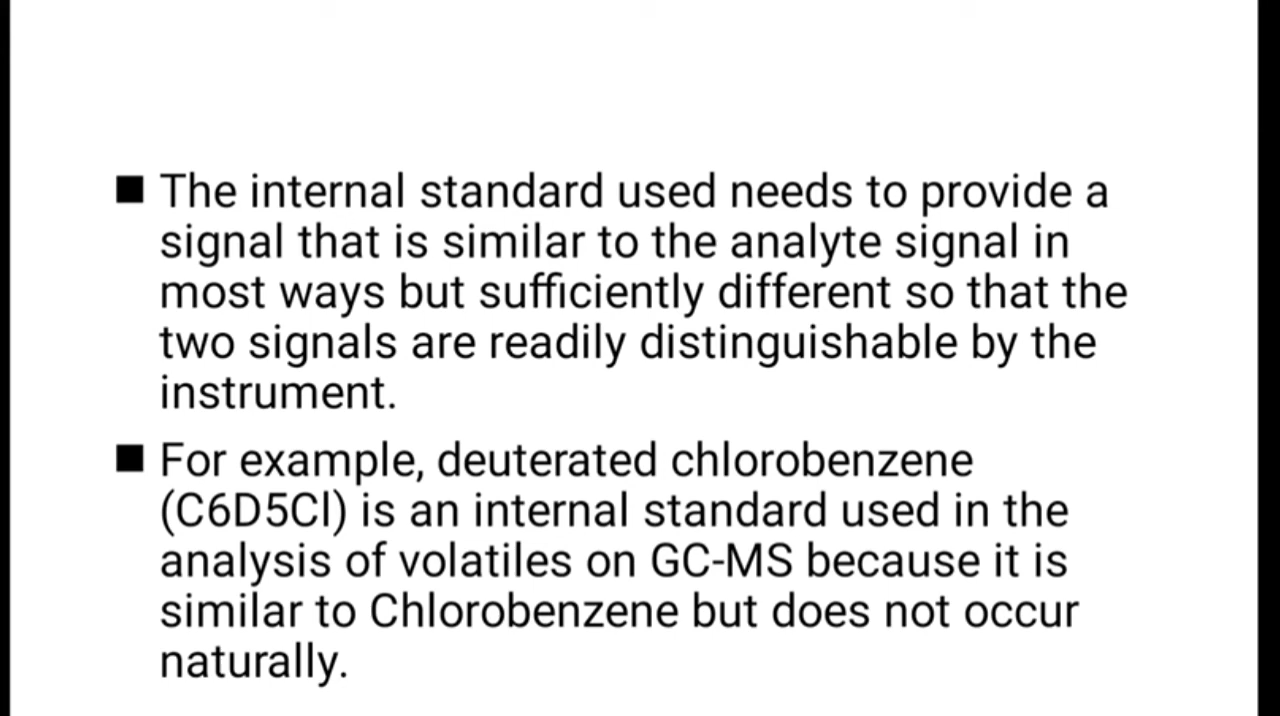 ■ The internal standard used needs to provide a
signal that is similar to the analyte signal in
most ways but sufficiently different so that the
two signals are readily distinguishable by the
instrument.
■ For example, deuterated chlorobenzene
(C6D5Cl) is an internal standard used in the
analysis of volatiles on GC-MS because it is
similar to Chlorobenzene but does not occur
naturally.